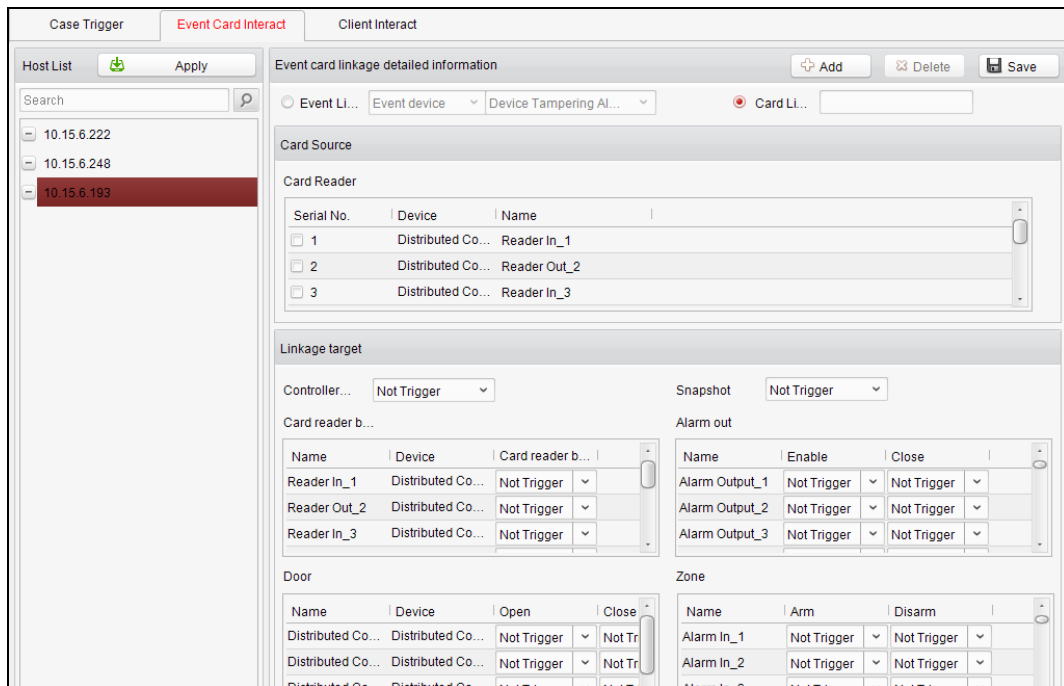 Case Trigger Event Card Interact Client Interact
Host List Apply
Event card linkage detailed information Add Delete Save
Search
Event Li... Event device Device Tampering Al... Card Li...
10.15.6.222
10.15.6.248
10.15.6.193
Card Source
Card Reader
Serial No. Device Name
1 Distributed Co... Reader In_1
2 Distributed Co... Reader Out_2
3 Distributed Co... Reader In_3
Linkage target
Controller... Not Trigger Snapshot Not Trigger
Card reader b... Alarm out
Name Device Card reader b... Name Enable Close
Reader In_1 Distributed Co... Not Trigger Alarm Output_1 Not Trigger Not Trigger
Reader Out_2 Distributed Co... Not Trigger Alarm Output_2 Not Trigger Not Trigger
Reader In_3 Distributed Co... Not Trigger Alarm Output_3 Not Trigger Not Trigger
Door Zone
Name Device Open Close Name Arm Disarm
Distributed Co... Distributed Co... Not Trigger Not Tr Alarm In_1 Not Trigger Not Trigger
Distributed Co... Distributed Co... Not Trigger Not Tr Alarm In_2 Not Trigger Not Trigger